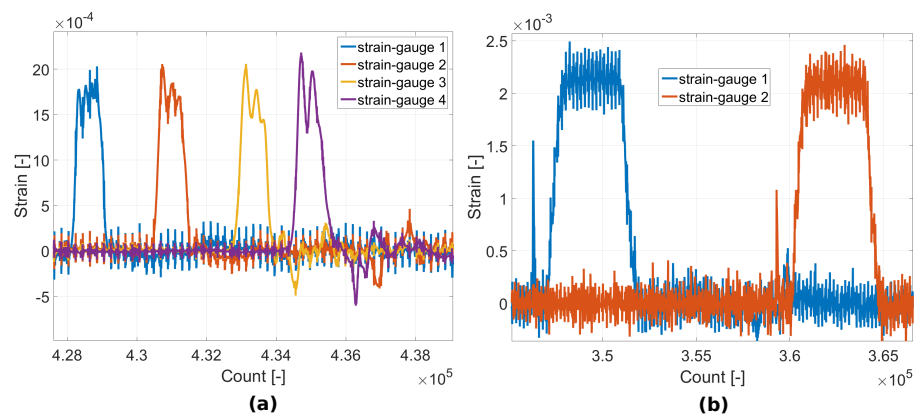 ×10⁻⁴
strain-gauge 1
strain-gauge 2
strain-gauge 3
strain-gauge 4
20
15
10
5
0
-5
Strain [-]
4.28
4.3
4.32
4.34
4.36
4.38
Count [-]
×10⁵
(a)
×10⁻³
strain-gauge 1
strain-gauge 2
2.5
2
1.5
1
0.5
0
Strain [-]
3.5
3.55
3.6
3.65
Count [-]
×10⁵
(b)